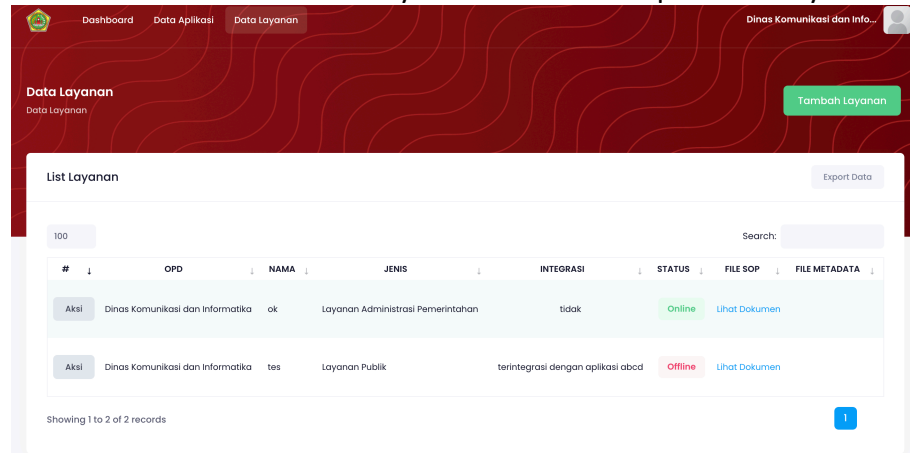 Dashboard Data Aplikasi Data Layanan Dinas Komunikasi dan Info...
Data Layanan
Data Layanan
Tambah Layanan
List Layanan
Export Data
100
Search:
# ↓ OPD ↓ NAMA ↓ JENIS ↓ INTEGRASI ↓ STATUS ↓ FILE SOP ↓ FILE METADATA ↓
Aksi Dinas Komunikasi dan Informatika ok Layanan Administrasi Pemerintahan tidak Online Lihat Dokumen
Aksi Dinas Komunikasi dan Informatika tes Layanan Publik terintegrasi dengan aplikasi abcd Offline Lihat Dokumen
Showing 1 to 2 of 2 records
1